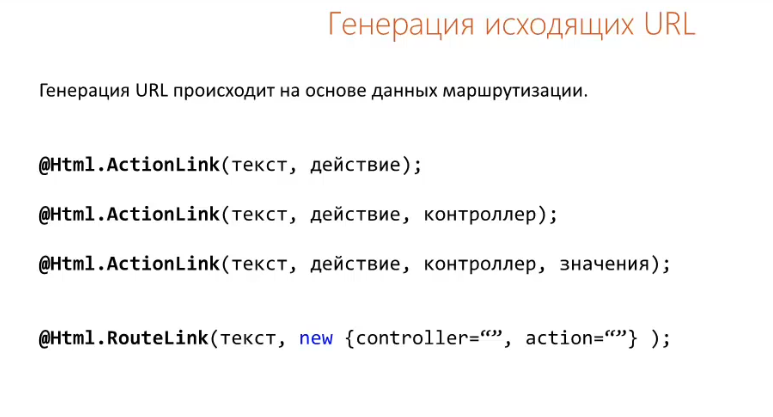 Генерация исходящих URL
Генерация URL происходит на основе данных маршрутизации.
@Html.ActionLink(текст, действие);
@Html.ActionLink(текст, действие, контроллер);
@Html.ActionLink(текст, действие, контроллер, значения);
@Html.RouteLink(текст, new {controller=“”, action=“”} );